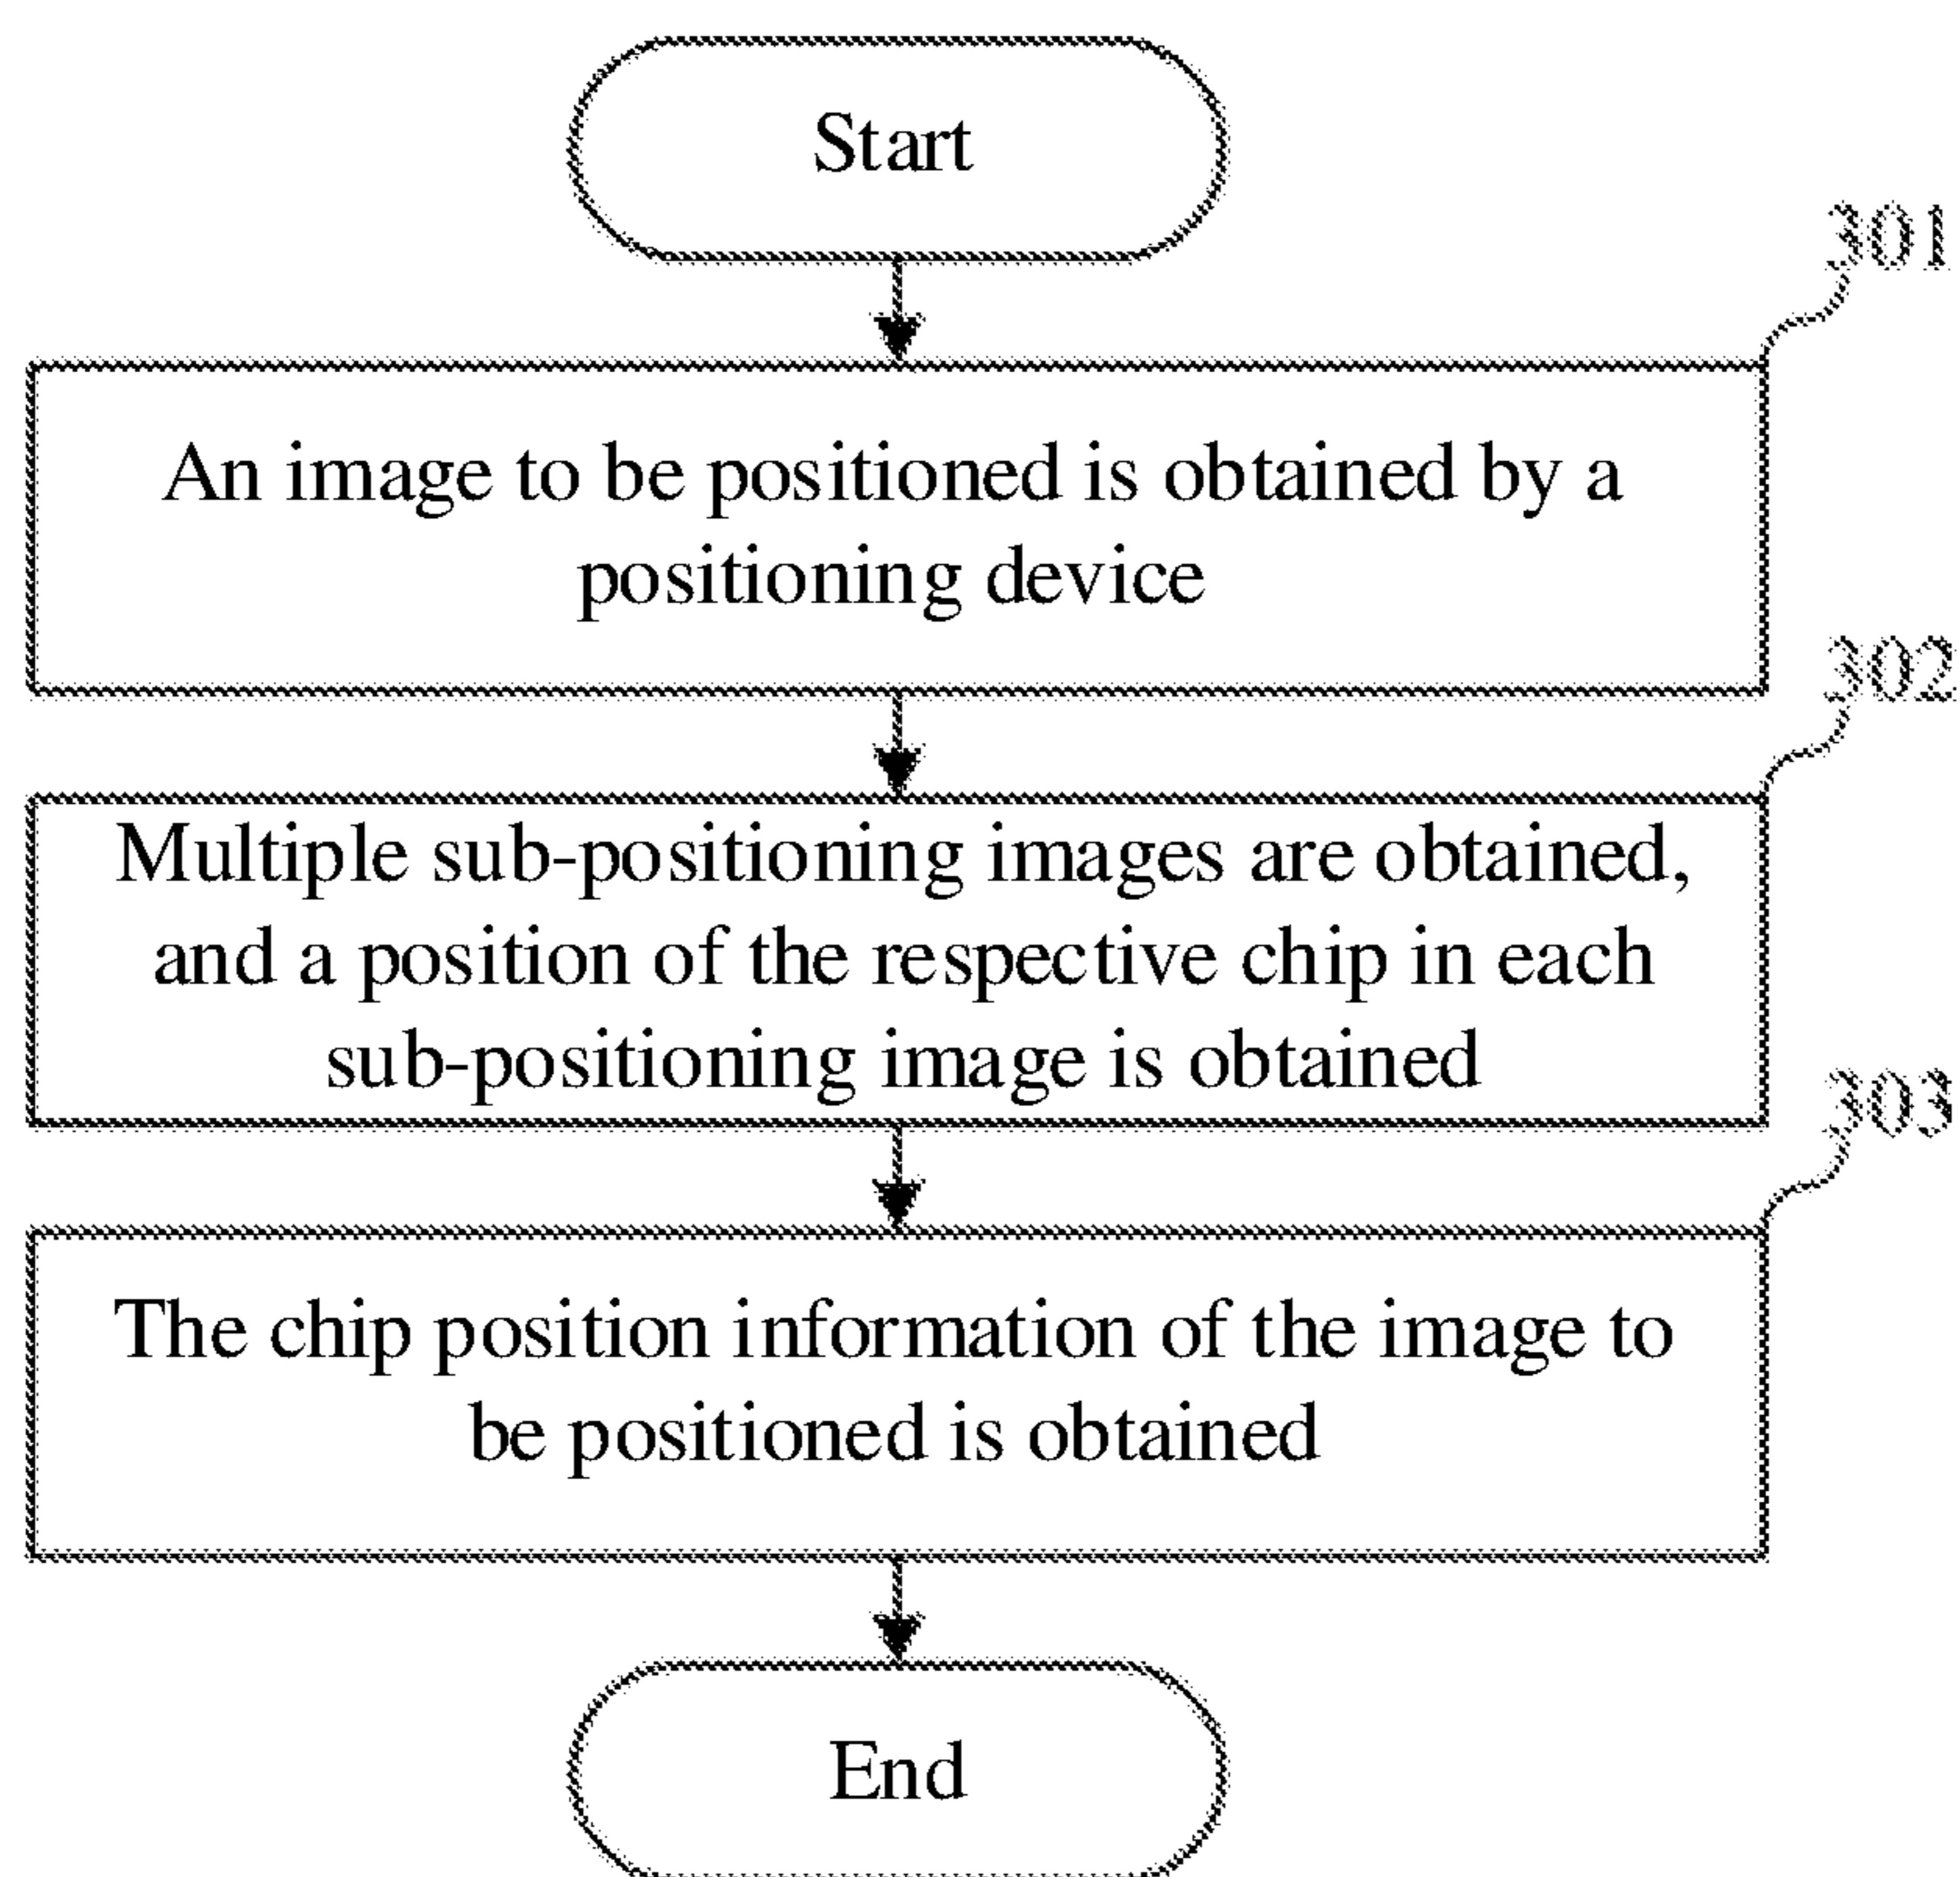 Start
301
An image to be positioned is obtained by a
positioning device
302
Multiple sub-positioning images are obtained,
and a position of the respective chip in each
sub-positioning image is obtained
303
The chip position information of the image to
be positioned is obtained
End